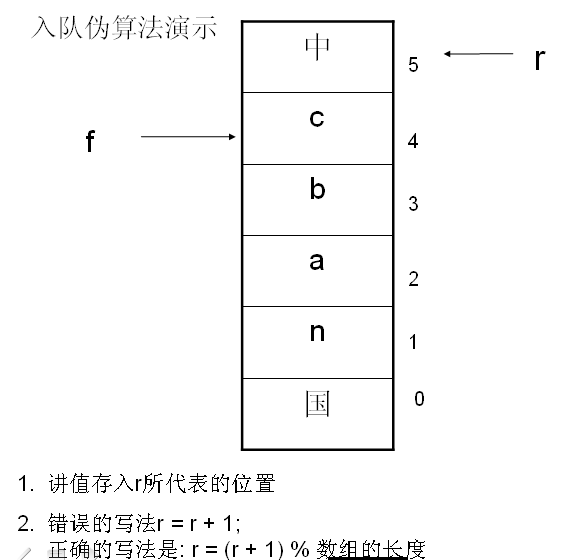 入队伪算法演示
中
5
r
c
f
4
b
3
a
2
n
1
国
0
1. 讲值存入r所代表的位置
2. 错误的写法r = r + 1;
正确的写法是: r = (r + 1) % 数组的长度